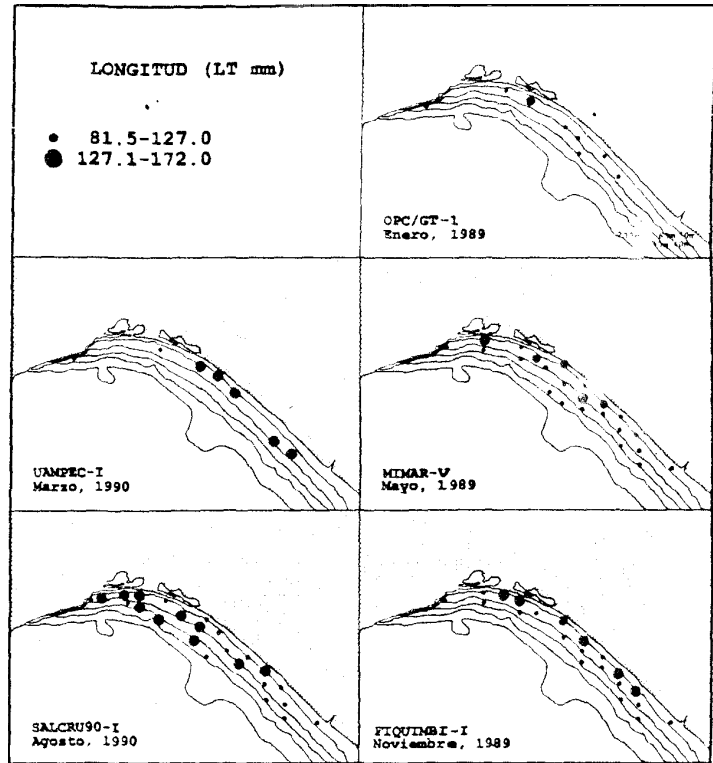 LONGITUD (LT mm)
81.5-127.0
127.1-172.0
OPC/GT-1
Enero, 1989
UAMPEC-I
Marzo, 1990
MIMAR-V
Mayo, 1989
SALCRU90-I
Agosto, 1990
FIQUIMBI-I
Noviembre, 1989